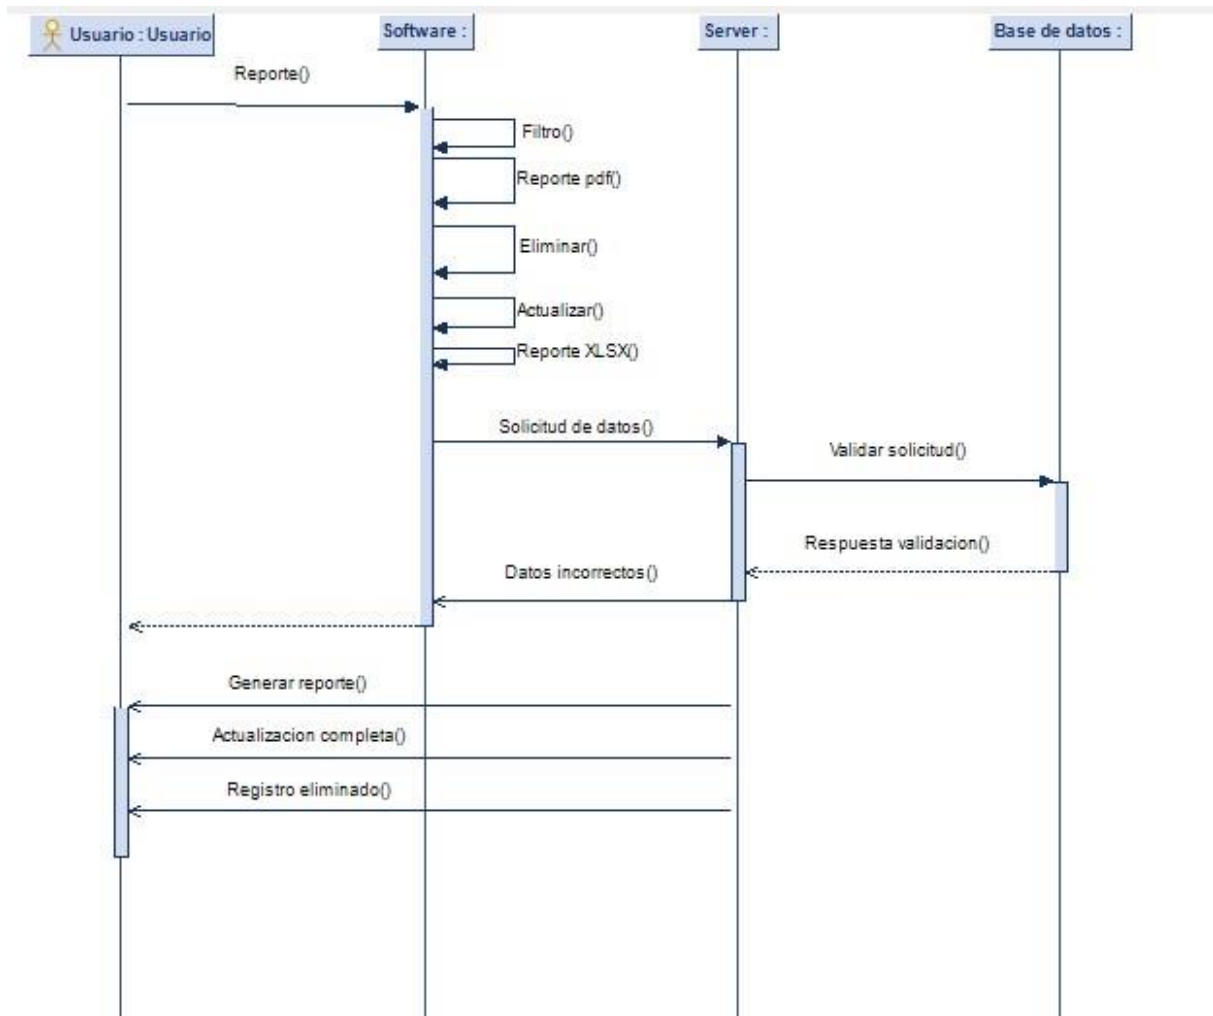 Usuario : Usuario
Software :
Server :
Base de datos :
Reporte()
Filtro()
Reporte pdf()
Eliminar()
Actualizar()
Reporte XLSX()
Solicitud de datos()
Validar solicitud()
Respuesta validacion()
Datos incorrectos()
Generar reporte()
Actualizacion completa()
Registro eliminado()